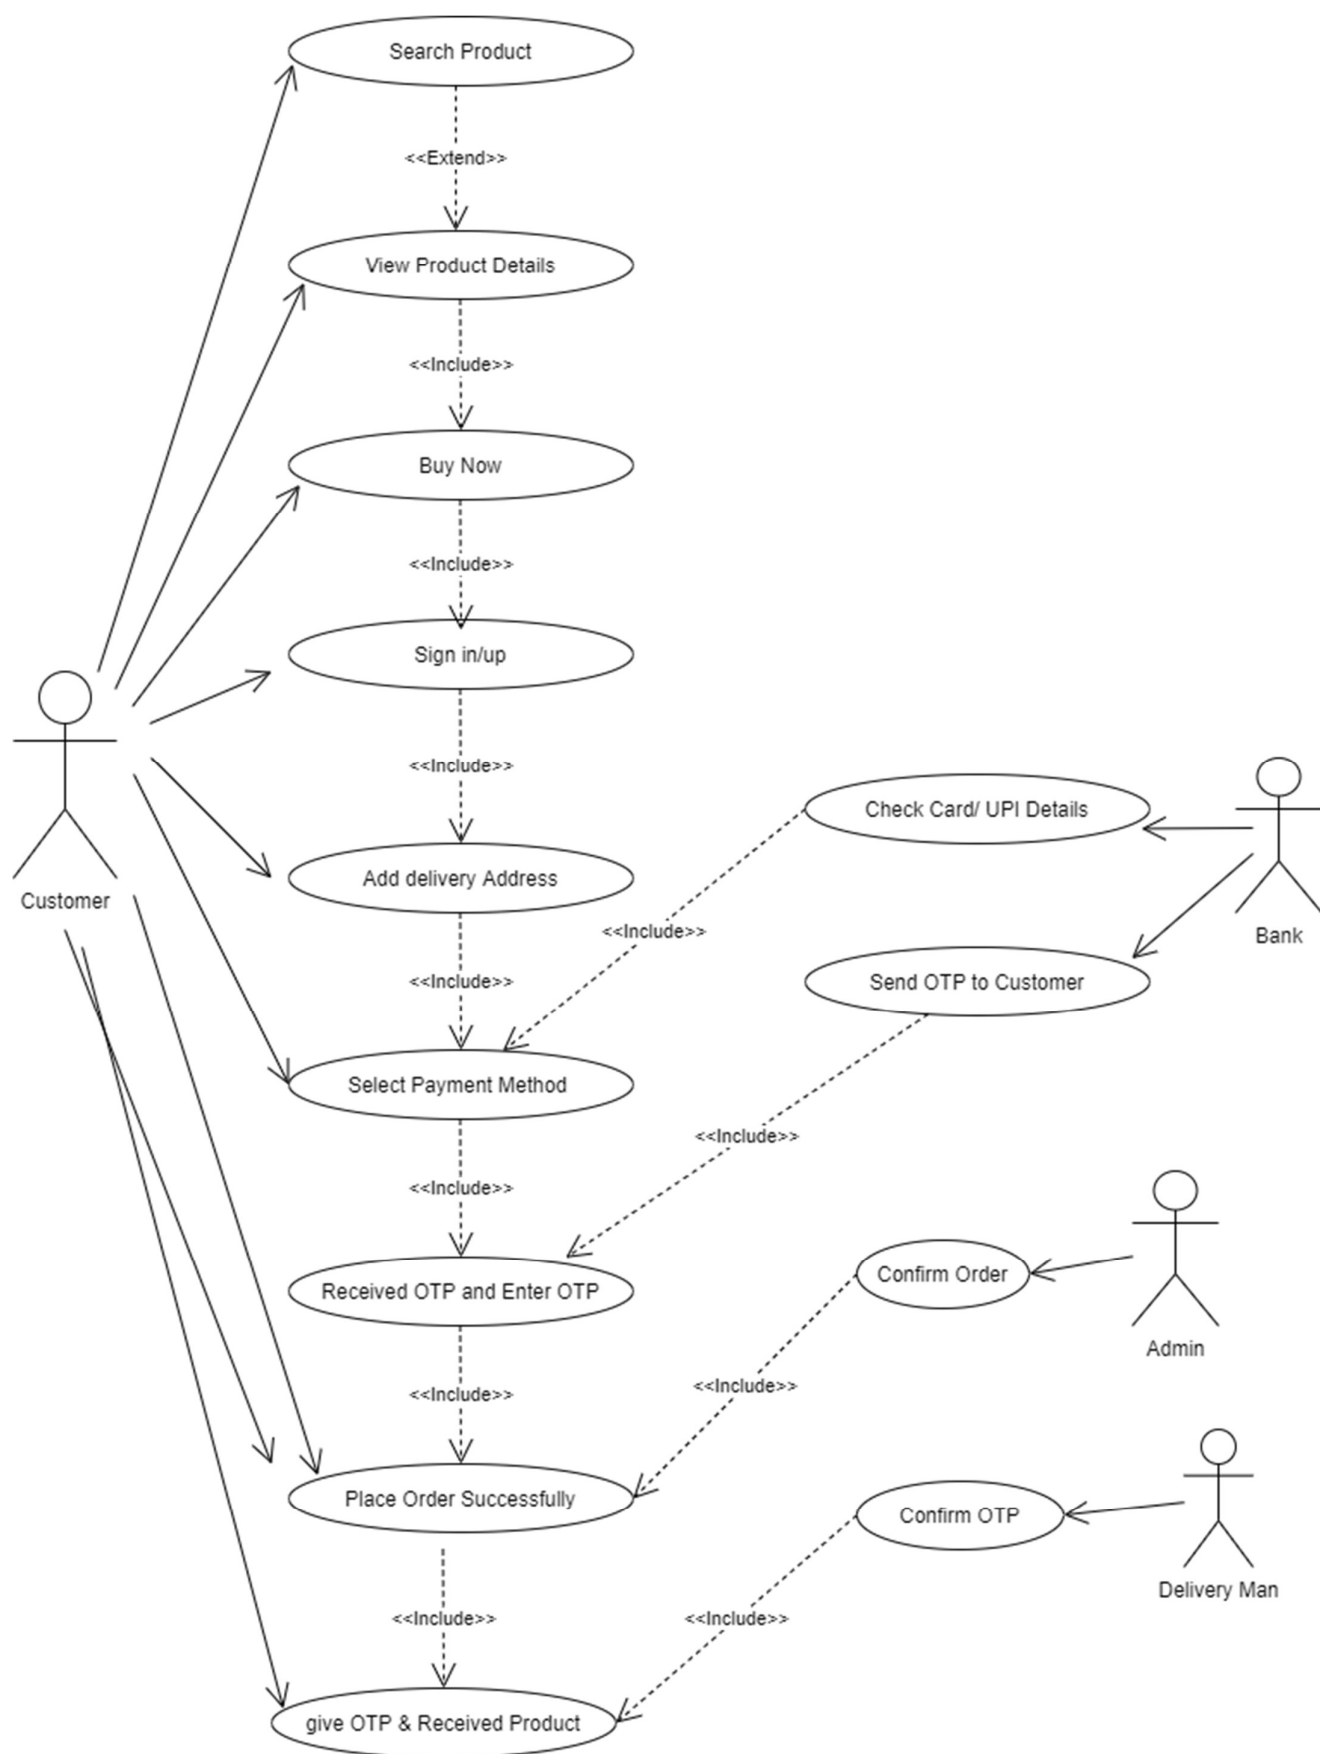 Search Product
<<Extend>>
View Product Details
<<Include>>
Buy Now
<<Include>>
Sign in/up
<<Include>>
Check Card/ UPI Details
Add delivery Address
Customer
<<Include>>
Bank
<<Include>>
Send OTP to Customer
Select Payment Method
<<Include>>
<<Include>>
Received OTP and Enter OTP
Confirm Order
Admin
<<Include>>
<<Include>>
Place Order Successfully
Confirm OTP
Delivery Man
<<Include>>
<<Include>>
give OTP & Received Product